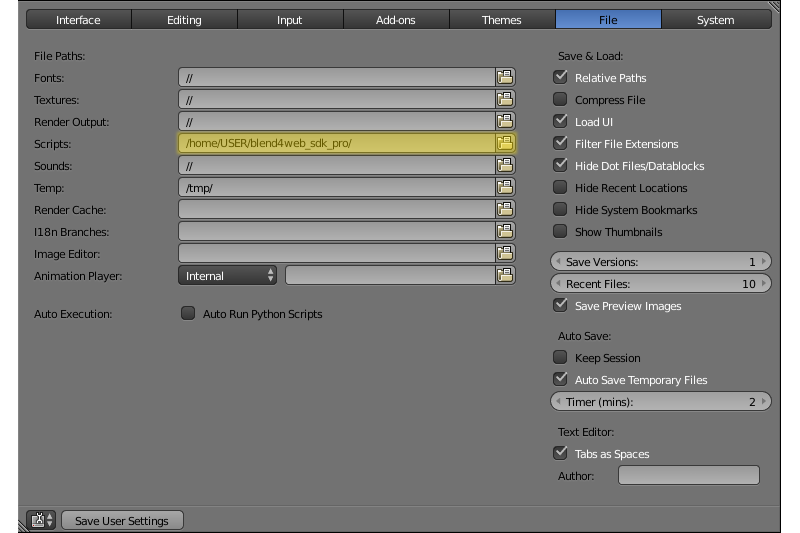 Interface Editing Input Add-ons Themes File System
File Paths:
Fonts: //
Textures: //
Render Output: //
Scripts: /home/USER/blend4web_sdk_pro/
Sounds: //
Temp: /tmp/
Render Cache:
I18n Branches:
Image Editor:
Animation Player: Internal
Auto Execution: Auto Run Python Scripts
Save & Load:
Relative Paths
Compress File
Load UI
Filter File Extensions
Hide Dot Files/Datablocks
Hide Recent Locations
Hide System Bookmarks
Show Thumbnails
Save Versions: 1
Recent Files: 10
Save Preview Images
Auto Save:
Keep Session
Auto Save Temporary Files
Timer (mins): 2
Text Editor:
Tabs as Spaces
Author:
Save User Settings